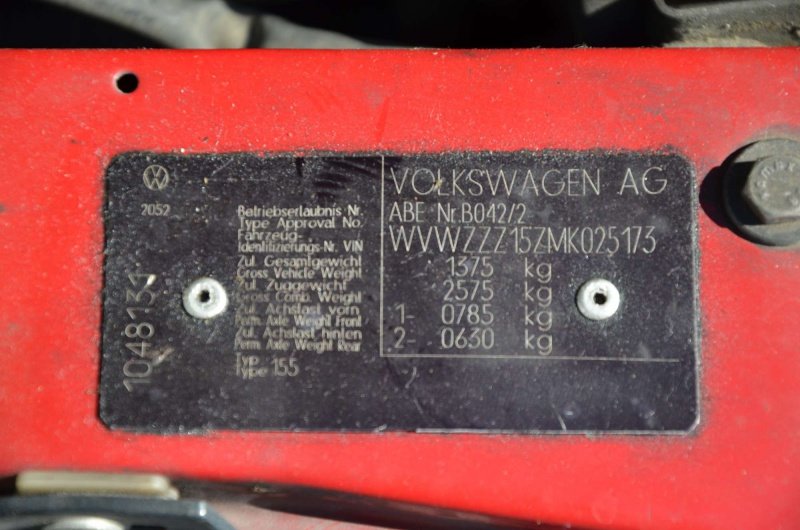 VW
2052
1048131
Betriebserlaubnis Nr.
Type Approval No.
Fahrzeug-
Identifizierungs-Nr. VIN
Zul. Gesamtgewicht
Gross Vehicle Weight
Zul. Zuggewicht
Gross Comb. Weight
Zul. Achslast vorn
Perm. Axle Weight Front
Zul. Achslast hinten
Perm. Axle Weight Rear
Typ
Type 155
VOLKSWAGEN AG
ABE Nr.B042/2
WVWZZZ15ZMK025173
1375 kg
2575 kg
1- 0785 kg
2- 0630 kg